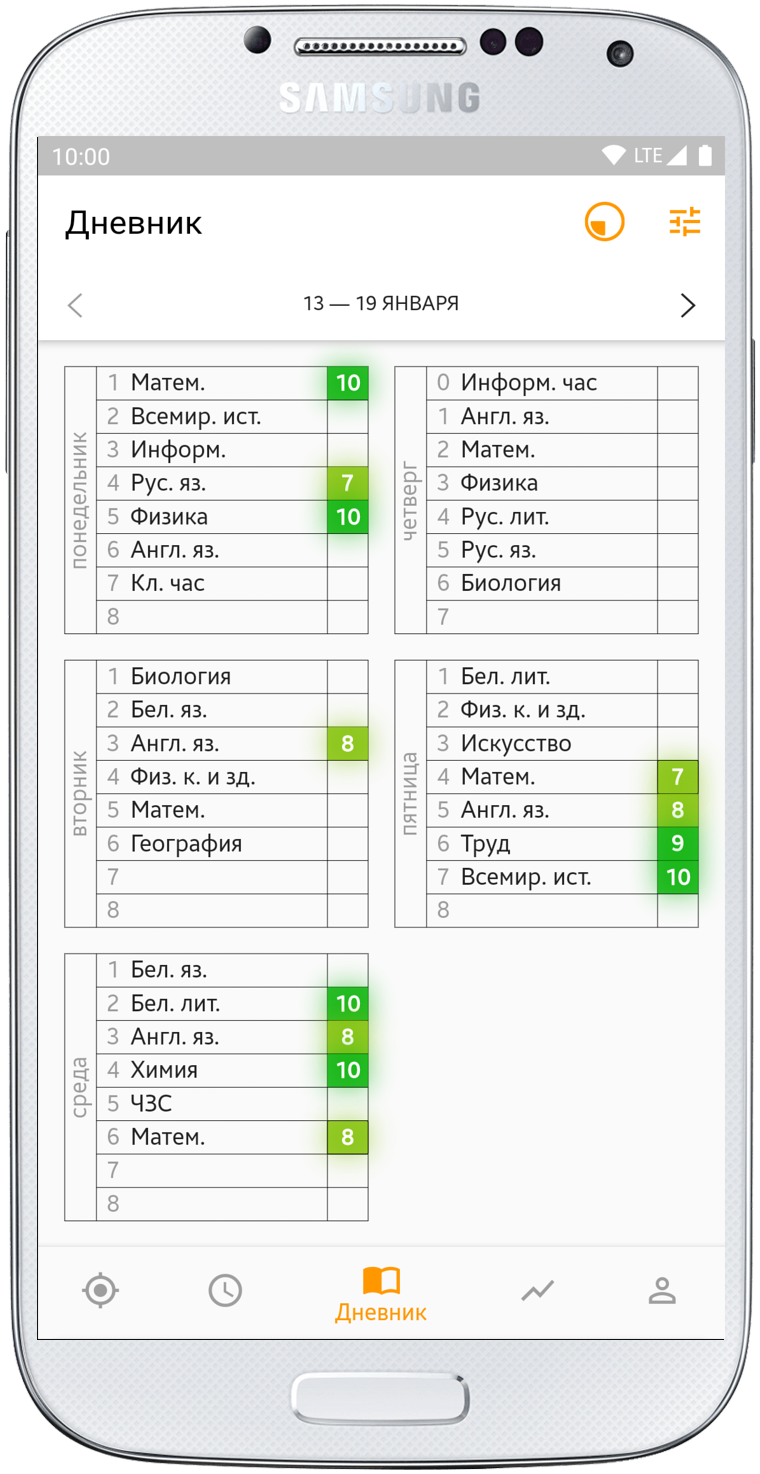 SAMSUNG
10:00 LTE
Дневник
13 — 19 ЯНВАРЯ
понедельник
1 Матем. 10
2 Всемир. ист.
3 Информ.
4 Рус. яз. 7
5 Физика 10
6 Англ. яз.
7 Кл. час
8
вторник
1 Биология
2 Бел. яз.
3 Англ. яз. 8
4 Физ. к. и зд.
5 Матем.
6 География
7
8
среда
1 Бел. яз.
2 Бел. лит. 10
3 Англ. яз. 8
4 Химия 10
5 ЧЗС
6 Матем. 8
7
8
четверг
0 Информ. час
1 Англ. яз.
2 Матем.
3 Физика
4 Рус. лит.
5 Рус. яз.
6 Биология
7
пятница
1 Бел. лит.
2 Физ. к. и зд.
3 Искусство
4 Матем. 7
5 Англ. яз. 8
6 Труд 9
7 Всемир. ист. 10
8
Дневник